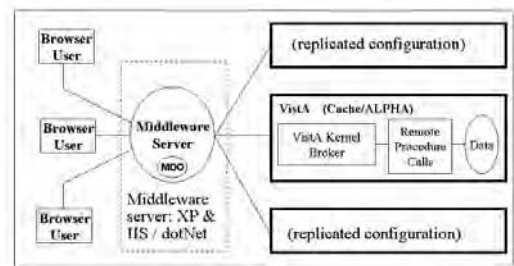 Browser
User
Browser
User
Browser
User
Middleware
Server
MDO
Middleware
server: XP &
IIS / dotNet
(replicated configuration)
VistA (Cache/ALPHA)
VistA Kernel
Broker
Remote
Procedure
Calls
Data
(replicated configuration)